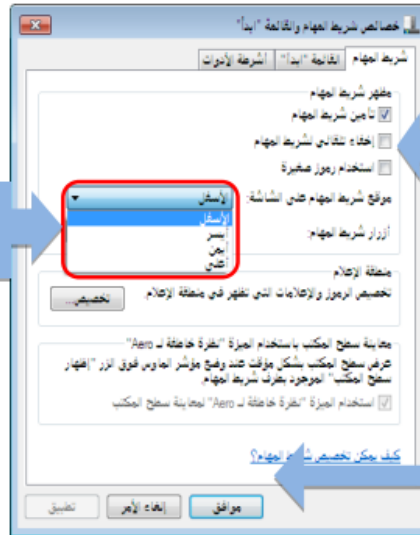 خصائص شريط المهام والقائمة "ابدأ"
شريط المهام
القائمة "ابدأ"
أشرطة الأدوات
مظهر شريط المهام
تأمين شريط المهام
إخفاء تلقائي لشريط المهام
استخدام رموز صغيرة
موقع شريط المهام على الشاشة:
الأسفل
الأسفل
أيسر
أيمن
أعلى
أزرار شريط المهام:
منطقة الإعلام
تخصيص الرموز والإعلامات التي تظهر في منطقة الإعلام.
تخصيص...
معاينة سطح المكتب باستخدام الميزة "نظرة خاطفة لـ Aero"
عرض سطح المكتب بشكل مؤقت عند وضع مؤشر الماوس فوق الزر "إظهار
سطح المكتب" الموجود بطرف شريط المهام.
استخدام الميزة "نظرة خاطفة لـ Aero" لمعاينة سطح المكتب
كيف يمكن تخصيص المهام؟
موافق
إلغاء الأمر
تطبيق